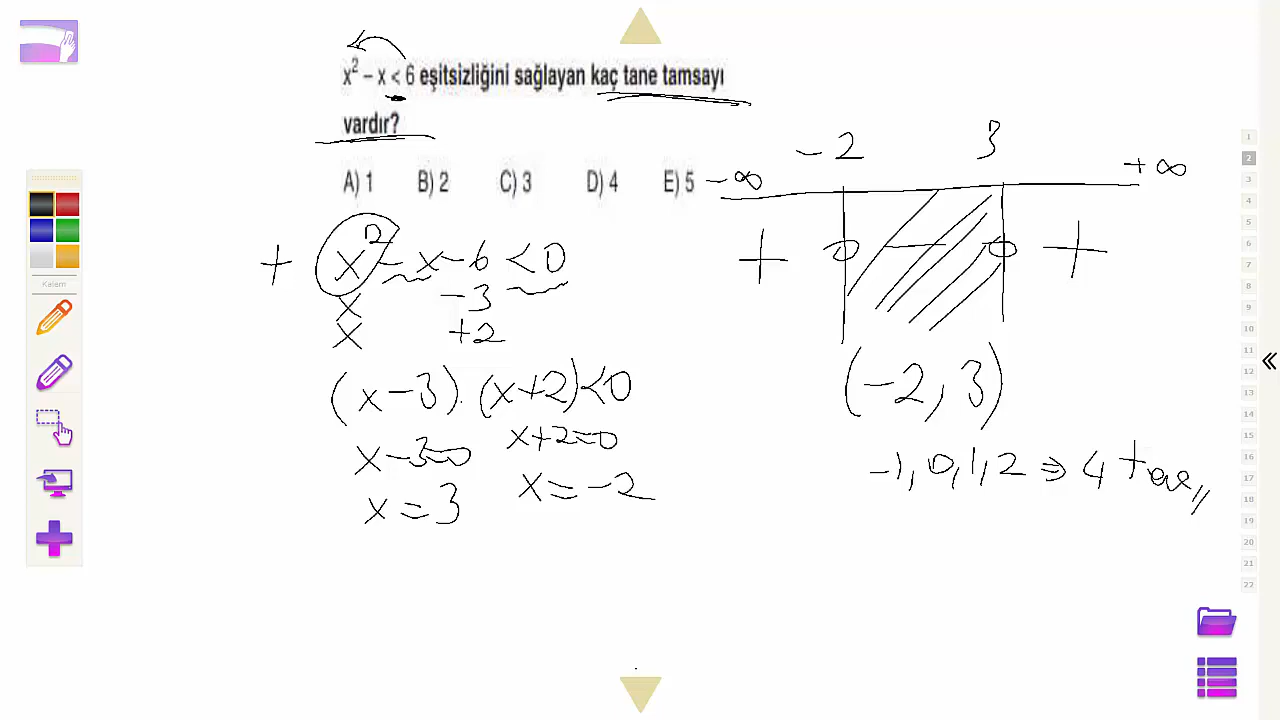 x² – x < 6 eşitsizliğini sağlayan kaç tane tamsayı
vardır?
A) 1 B) 2 C) 3 D) 4 E) 5
+ x² - x - 6 < 0
x -3
x +2
(x-3).(x+2)<0
x-3=0 x+2=0
x=3 x=-2
-2 3
-∞ +∞
+ - +
(-2, 3)
-1, 0, 1, 2 ⇒ 4 tane,,
Kalem
1
2
3
4
5
6
7
8
9
10
11
12
13
14
15
16
17
18
19
20
21
22